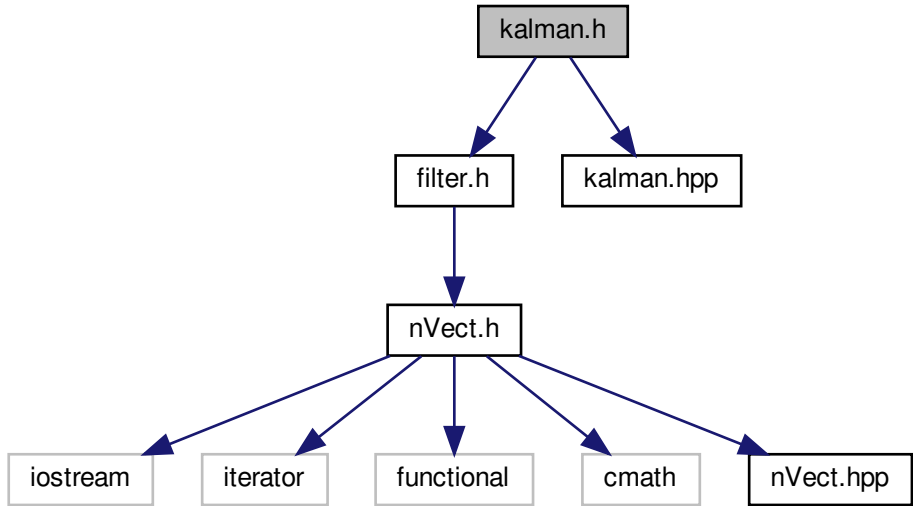 kalman.h
filter.h
kalman.hpp
nVect.h
iostream
iterator
functional
cmath
nVect.hpp